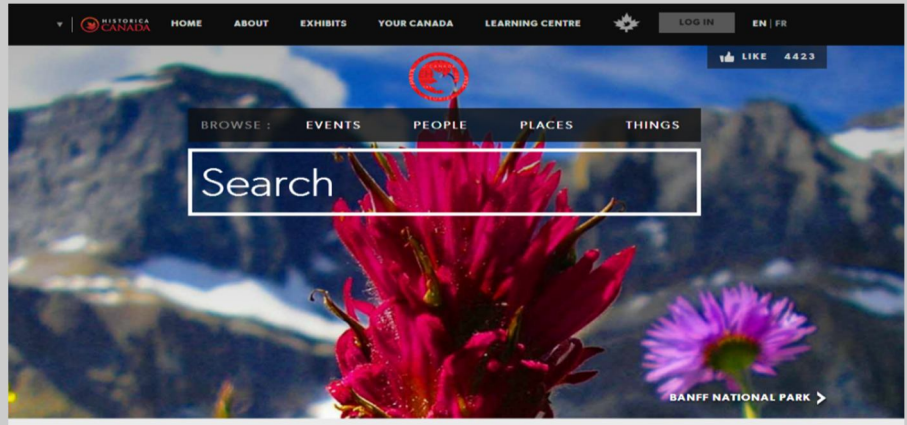 HISTORICA
CANADA
HOME ABOUT EXHIBITS YOUR CANADA LEARNING CENTRE LOG IN EN | FR
LIKE 4423
BROWSE : EVENTS PEOPLE PLACES THINGS
Search
BANFF NATIONAL PARK >